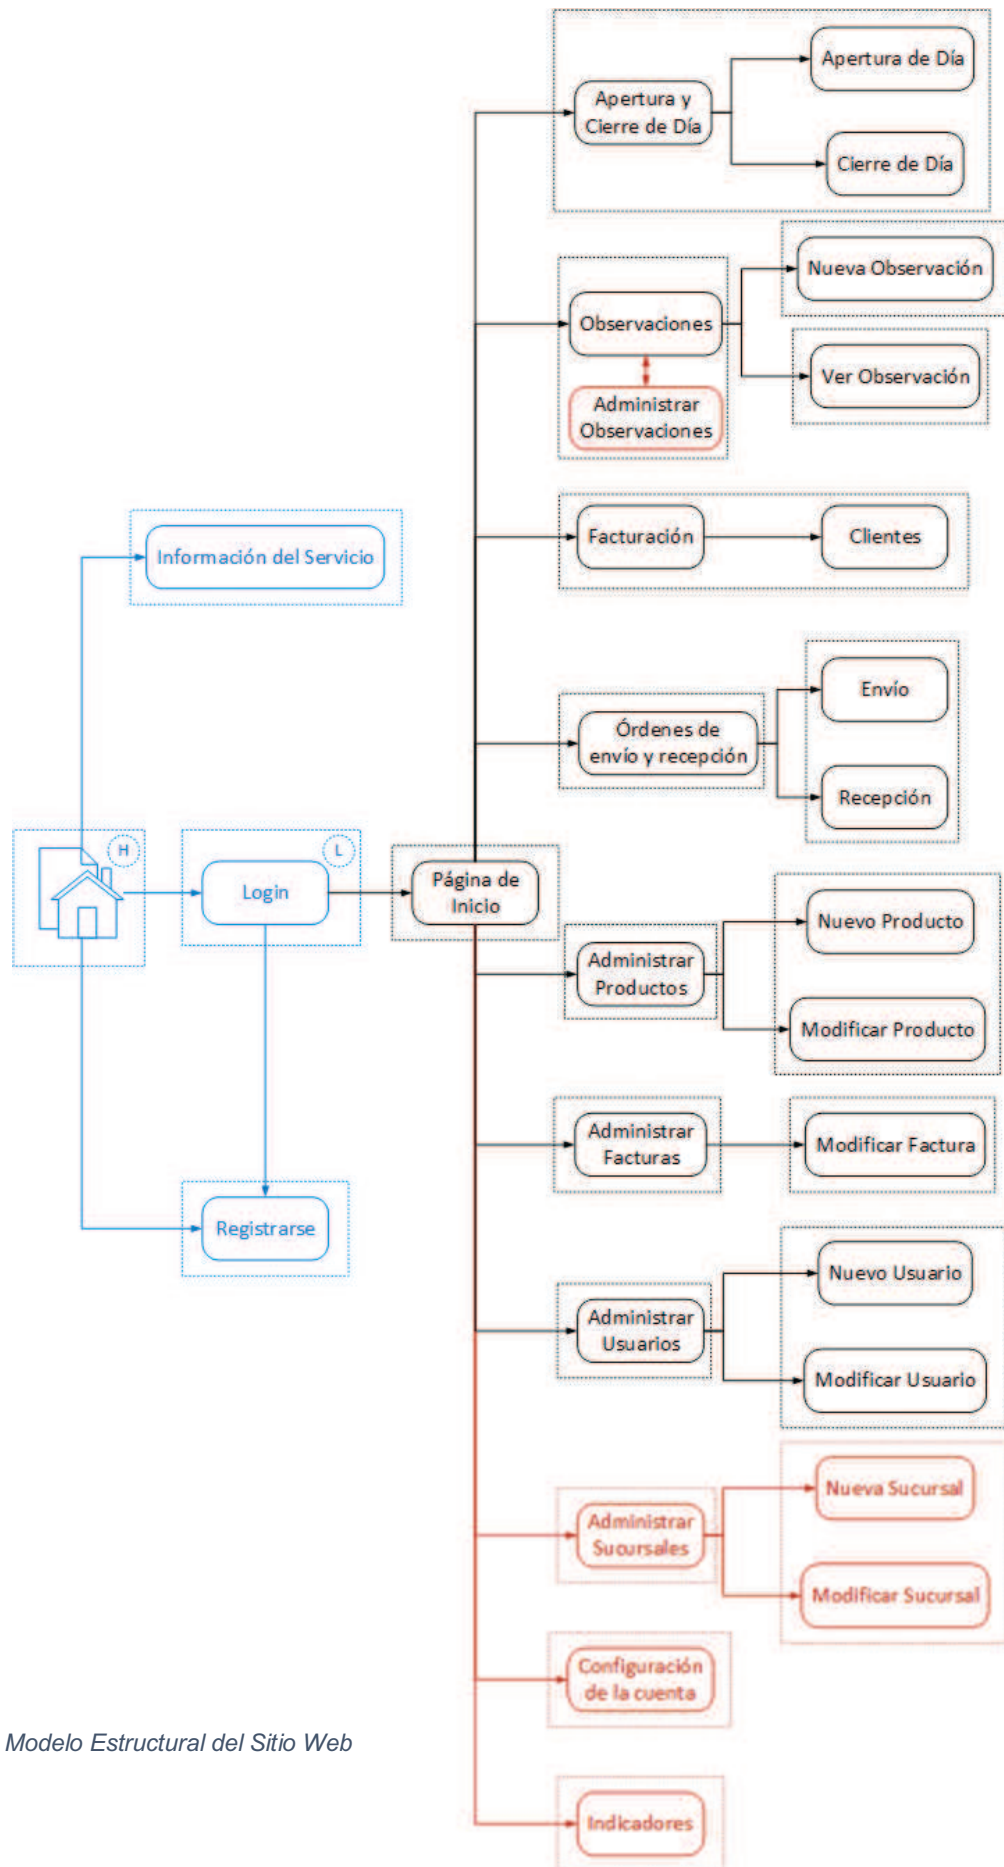 Apertura de Día
Apertura y
Cierre de Día
Cierre de Día
Nueva Observación
Observaciones
Ver Observación
Administrar
Observaciones
Información del Servicio
Facturación
Clientes
Órdenes de
envío y recepción
Envío
Recepción
H
Login
L
Página de
Inicio
Administrar
Productos
Nuevo Producto
Modificar Producto
Administrar
Facturas
Modificar Factura
Registrarse
Administrar
Usuarios
Nuevo Usuario
Modificar Usuario
Administrar
Sucursales
Nueva Sucursal
Modificar Sucursal
Configuración
de la cuenta
Modelo Estructural del Sitio Web
Indicadores